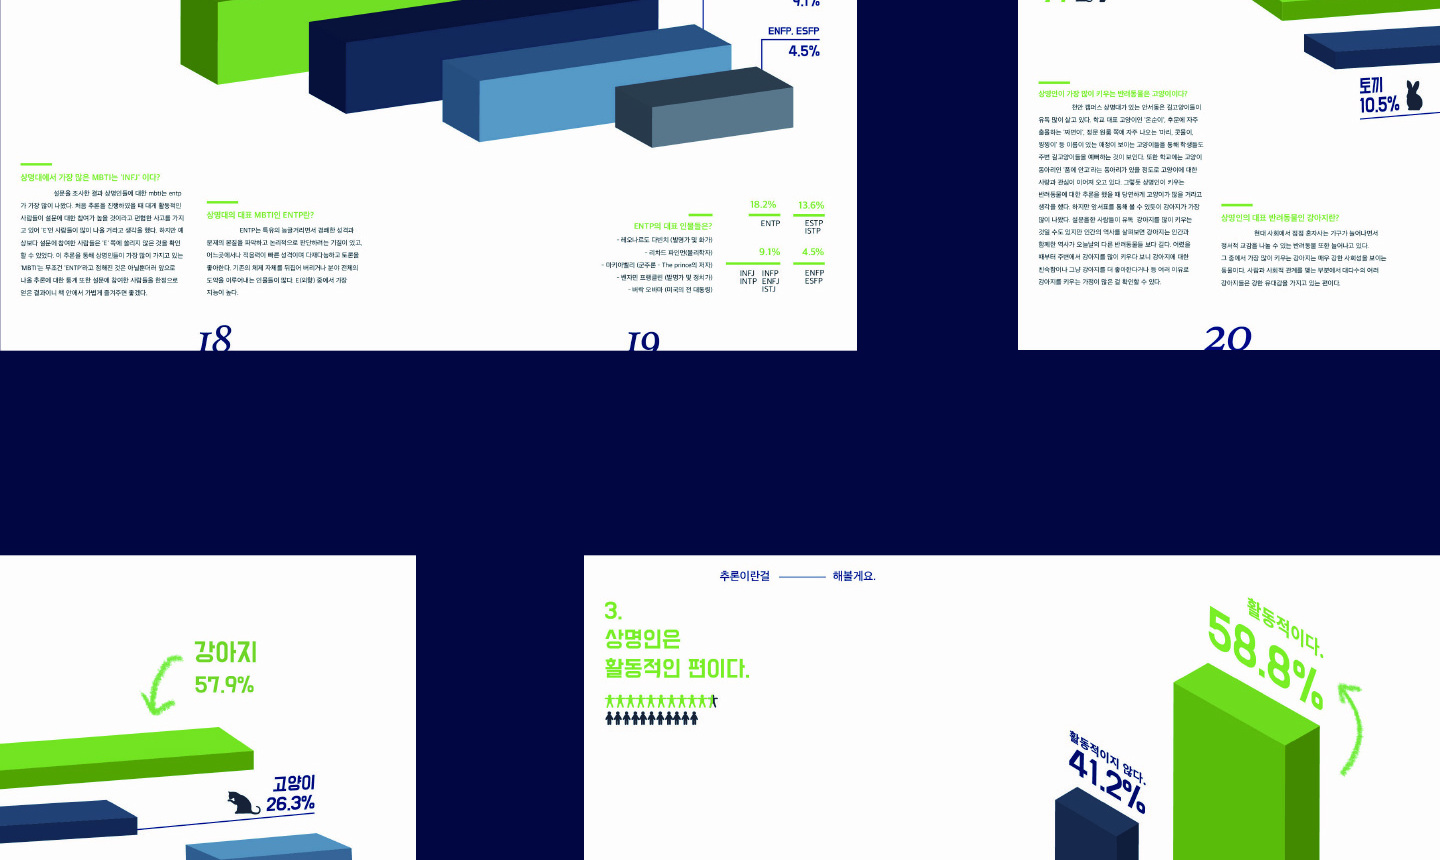 9.1%
ENFP, ESFP
4.5%
상명대에서 가장 많은 MBTI는 'INFJ' 이다?
설문을 조사한 결과 상명인들에 대한 mbti는 entp
가 가장 많이 나왔다. 처음 추론을 진행하였을 때 대게 활동적인
사람들이 설문에 대한 참여가 높을 것이라고 편협한 사고를 가지
고 있어 'E'인 사람들이 많이 나올 거라고 생각을 했다. 하지만 예
상보다 설문에 참여한 사람들은 'E' 쪽에 쏠리지 않은 것을 확인
할 수 있었다. 이 추론을 통해 상명인들이 가장 많이 가지고 있는
'MBTI'는 무조건 'ENTP'라고 정해진 것은 아닐뿐더러 앞으로
나올 추론에 대한 통계 또한 설문에 참여한 사람들을 한정으로
얻은 결과이니 책 안에서 가볍게 즐겨주면 좋겠다.
상명대의 대표 MBTI인 ENTP란?
ENTP는 특유의 능글거리면서 경쾌한 성격과
문제의 본질을 파악하고 논리적으로 판단하려는 기질이 있고,
어느곳에서나 적응력이 빠른 성격이며 다재다능하고 토론을
좋아한다. 기존의 체제 자체를 뒤집어 버리거나 분야 전체의
도약을 이루어내는 인물들이 많다. E(외향) 중에서 가장
지능이 높다.
ENTP의 대표 인물들은?
- 레오나르도 다빈치 (발명가 및 화가)
- 리처드 파인만(물리학자)
- 마키아벨리 (군주론 - The prince의 저자)
- 벤자민 프랭클린 (발명가 및 정치가)
- 버락 오바마 (미국의 전 대통령)
18.2%
ENTP
13.6%
ESTP
ISTP
9.1%
INFJ INFP
INTP ENFJ
ISTJ
4.5%
ENFP
ESFP
18
19
상명인이 가장 많이 키우는 반려동물은 고양이이다?
천안 캠퍼스 상명대가 있는 안서동은 길고양이들이
유독 많이 살고 있다. 학교 대표 고양이인 '온순이', 후문에 자주
출몰하는 '짜면이', 정문 원룸 쪽에 자주 나오는 '미리, 콧물이,
찡찡이' 등 이름이 있는 애정이 보이는 고양이들을 통해 학생들도
주변 길고양이들을 예뻐하는 것이 보인다. 또한 학교에는 고양이
동아리인 '품에 안고'라는 동아리가 있을 정도로 고양이에 대한
사랑과 관심이 이어져 오고 있다. 그렇듯 상명인이 키우는
반려동물에 대한 추론을 했을 때 당연하게 고양이가 많을 거라고
생각을 했다. 하지만 앞서표를 통해 볼 수 있듯이 강아지가 가장
많이 나왔다. 설문을한 사람들이 유독 강아지를 많이 키우는
것일 수도 있지만 인간의 역사를 살펴보면 강아지는 인간과
함께한 역사가 오늘날의 다른 반려동물들 보다 길다. 어렸을
때부터 주변에서 강아지를 많이 키우다 보니 강아지에 대한
친숙함이나 그냥 강아지를 더 좋아한다거나 등 여러 이유로
강아지를 키우는 가정이 많은 걸 확인할 수 있다.
상명인의 대표 반려동물인 강아지란?
현대 사회에서 점점 혼자사는 가구가 늘어나면서
정서적 교감을 나눌 수 있는 반려동물 또한 늘어나고 있다.
그 중에서 가장 많이 키우는 강아지는 매우 강한 사회성을 보이는
동물이다. 사람과 사회적 관계를 맺는 부분에서 대다수의 여러
강아지들은 강한 유대감을 가지고 있는 편이다.
토끼
10.5%
20
강아지
57.9%
고양이
26.3%
추론이란걸 해볼게요.
3.
상명인은
활동적인 편이다.
활동적이다.
58.8%
활동적이지 않다.
41.2%